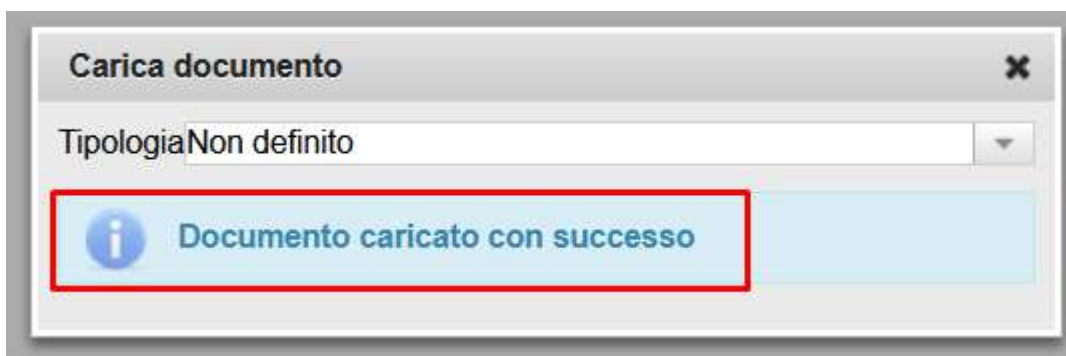 Carica documento
Tipologia Non definito
Documento caricato con successo